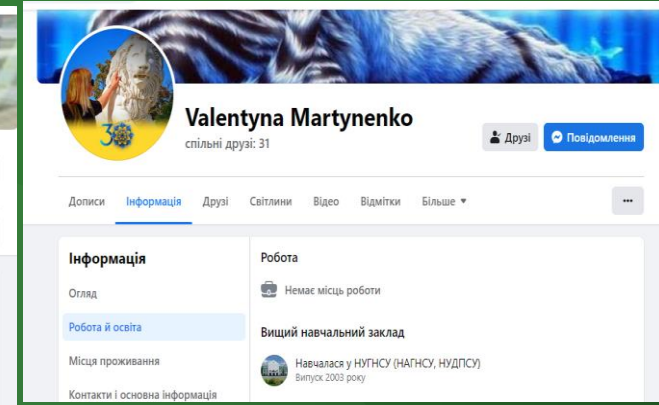 30
Valentyna Martynenko
спільні друзі: 31
Друзі
Повідомлення
Дописи Інформація Друзі Світлини Відео Відмітки Більше
Інформація
Огляд
Робота й освіта
Місця проживання
Контакти і основна інформація
Робота
Немає місць роботи
Вищий навчальний заклад
Навчалася у НУГНСУ (НАГНСУ, НУДПСУ)
Випуск 2003 року